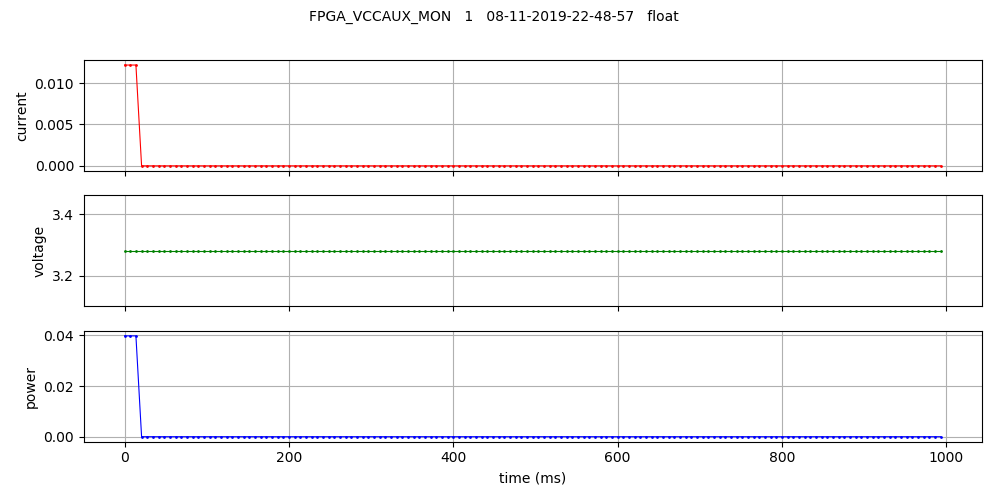 FPGA_VCCAUX_MON 1 08-11-2019-22-48-57 float
0.010
0.005
0.000
current
3.4
3.2
voltage
0.04
0.02
0.00
power
0 200 400 600 800 1000
time (ms)